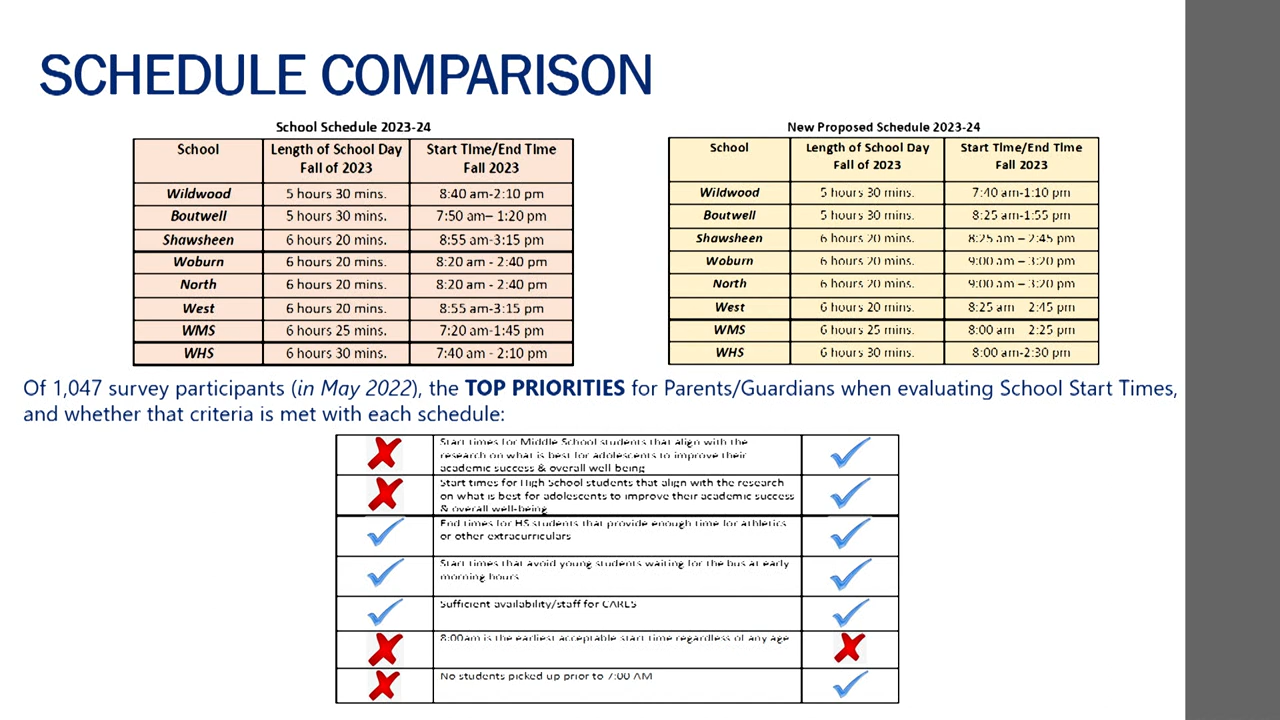 SCHEDULE COMPARISON
School Schedule 2023-24
School Length of School Day Start Time/End Time
Fall of 2023 Fall 2023
Wildwood 5 hours 30 mins. 8:40 am-2:10 pm
Boutwell 5 hours 30 mins. 7:50 am– 1:20 pm
Shawsheen 6 hours 20 mins. 8:55 am-3:15 pm
Woburn 6 hours 20 mins. 8:20 am - 2:40 pm
North 6 hours 20 mins. 8:20 am - 2:40 pm
West 6 hours 20 mins. 8:55 am-3:15 pm
WMS 6 hours 25 mins. 7:20 am-1:45 pm
WHS 6 hours 30 mins. 7:40 am - 2:10 pm
New Proposed Schedule 2023-24
School Length of School Day Start Time/End Time
Fall of 2023 Fall 2023
Wildwood 5 hours 30 mins. 7:40 am-1:10 pm
Boutwell 5 hours 30 mins. 8:25 am-1:55 pm
Shawsheen 6 hours 20 mins. 8:25 am – 2:45 pm
Woburn 6 hours 20 mins. 9:00 am – 3:20 pm
North 6 hours 20 mins. 9:00 am – 3:20 pm
West 6 hours 20 mins. 8:25 am 2:45 pm
WMS 6 hours 25 mins. 8:00 am 2:25 pm
WHS 6 hours 30 mins. 8:00 am-2:30 pm
Of 1,047 survey participants (in May 2022), the TOP PRIORITIES for Parents/Guardians when evaluating School Start Times,
and whether that criteria is met with each schedule:
Start times for Middle School students that align with the
research on what is best for adolescents to improve their
academic success & overall well being
Start times for High School students that align with the research
on what is best for adolescents to improve their academic success
& overall well-being
End times for HS students that provide enough time for athletics
or other extracurriculars
Start times that avoid young students waiting for the bus at early
morning hours
Sufficient availability/staff for CARES
8:00am is the earliest acceptable start time regardless of any age
No students picked up prior to 7:00 AM